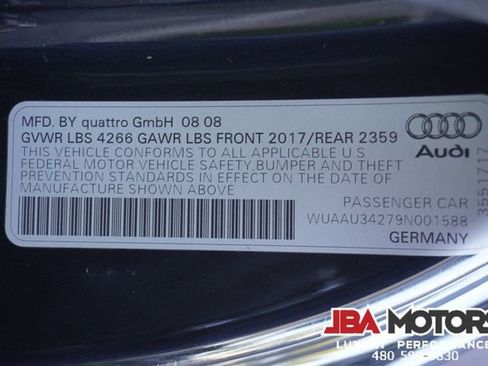 MFD. BY quattro GmbH 08 08
GVWR LBS 4266 GAWR LBS FRONT 2017/REAR 2359
THIS VEHICLE CONFORMS TO ALL APPLICABLE U.S
FEDERAL MOTOR VEHICLE SAFETY, BUMPER AND THEFT
PREVENTION STANDARDS IN EFFECT ON THE DATE OF
MANUFACTURE SHOWN ABOVE
Audi
3551717
PASSENGER CAR
WUAAU34279N001588
GERMANY
JBA MOTORS
LUXURY PERFORMANCE
480